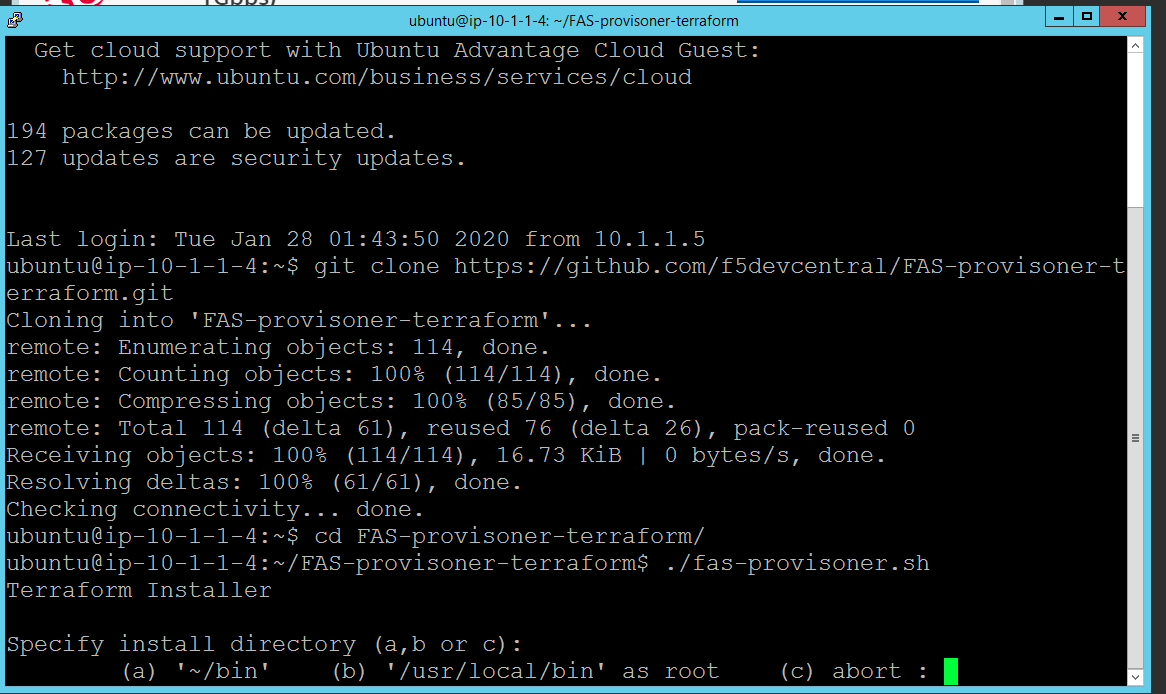 ubuntu@ip-10-1-1-4: ~/FAS-provisoner-terraform
Get cloud support with Ubuntu Advantage Cloud Guest:
http://www.ubuntu.com/business/services/cloud
194 packages can be updated.
127 updates are security updates.
Last login: Tue Jan 28 01:43:50 2020 from 10.1.1.5
ubuntu@ip-10-1-1-4:~$ git clone https://github.com/f5devcentral/FAS-provisoner-t
erraform.git
Cloning into 'FAS-provisoner-terraform'...
remote: Enumerating objects: 114, done.
remote: Counting objects: 100% (114/114), done.
remote: Compressing objects: 100% (85/85), done.
remote: Total 114 (delta 61), reused 76 (delta 26), pack-reused 0
Receiving objects: 100% (114/114), 16.73 KiB | 0 bytes/s, done.
Resolving deltas: 100% (61/61), done.
Checking connectivity... done.
ubuntu@ip-10-1-1-4:~$ cd FAS-provisoner-terraform/
ubuntu@ip-10-1-1-4:~/FAS-provisoner-terraform$ ./fas-provisoner.sh
Terraform Installer
Specify install directory (a,b or c):
(a) '~/bin' (b) '/usr/local/bin' as root (c) abort :